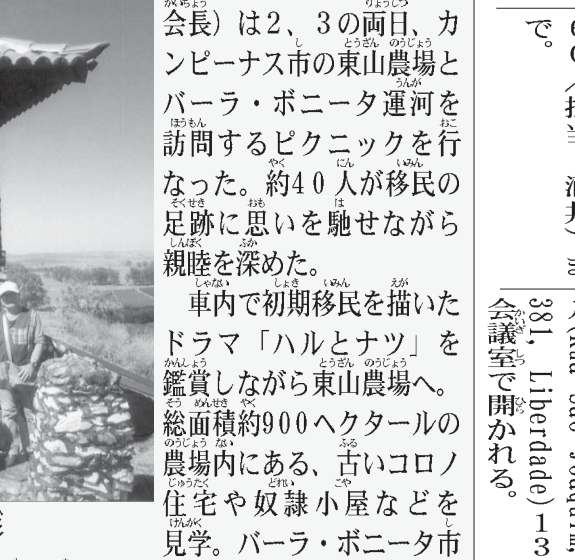 会長）は２、３の両日、カ
ンピーナス市の東山農場と
バーラ・ボニータ運河を
訪問するピクニックを行
なった。約４０人が移民の
足跡に思いを馳せながら
親睦を深めた。
車内で初期移民を描いた
ドラマ「ハルとナツ」を
鑑賞しながら東山農場へ。
総面積約900ヘクタールの
農場内にある、古いコロノ
住宅や奴隷小屋などを
見学。バーラ・ボニータ市
で。
381, Liberdade)１３
会議室で開かれる。